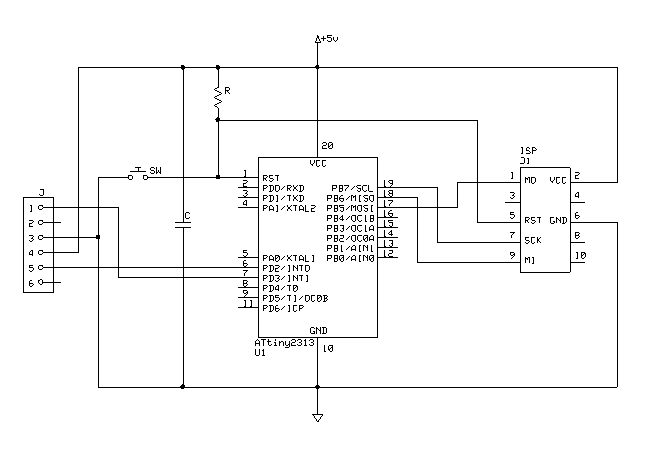 +5v
R
20
VCC
ISP
J1
SW
1 RST
2 PD0/RXD
3 PD1/TXD
4 PA1/XTAL2
PB7/SCL 19
PB6/MISO 18
PB5/MOSI 17
PB4/OC1B 16
PB3/OC1A 15
PB2/OC0A 14
PB1/AIN1 13
PB0/AIN0 12
5 PA0/XTAL1
6 PD2/INT0
7 PD3/INT1
8 PD4/T0
9 PD5/T1/OC0B
11 PD6/ICP
GND
10
ATtiny2313
U1
C
J
1
2
3
4
5
6
1 MO VCC 2
3 4
5 RST GND 6
7 SCK 8
9 MI 10